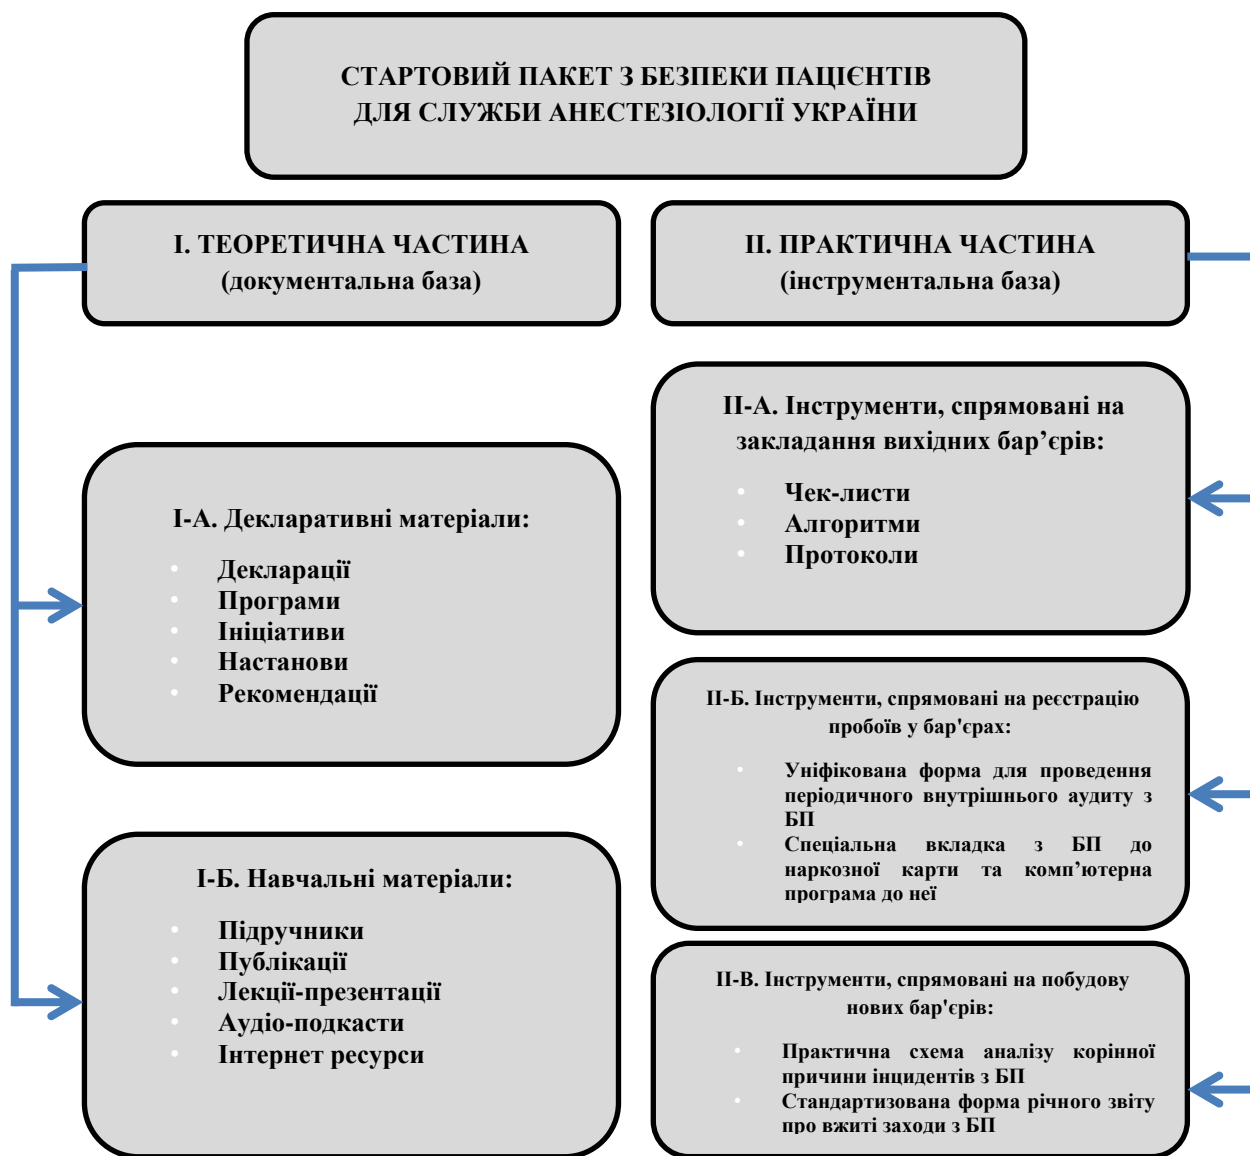 СТАРТОВИЙ ПАКЕТ З БЕЗПЕКИ ПАЦІЄНТІВ
ДЛЯ СЛУЖБИ АНЕСТЕЗІОЛОГІЇ УКРАЇНИ
І. ТЕОРЕТИЧНА ЧАСТИНА
(документальна база)
І-А. Декларативні матеріали:
Декларації
Програми
Ініціативи
Настанови
Рекомендації
І-Б. Навчальні матеріали:
Підручники
Публікації
Лекції-презентації
Аудіо-подкасти
Інтернет ресурси
ІІ. ПРАКТИЧНА ЧАСТИНА
(інструментальна база)
ІІ-А. Інструменти, спрямовані на
закладання вихідних бар’єрів:
Чек-листи
Алгоритми
Протоколи
ІІ-Б. Інструменти, спрямовані на реєстрацію
пробоїв у бар'єрах:
Уніфікована форма для проведення
періодичного внутрішнього аудиту з
БП
Спеціальна вкладка з БП до
наркозної карти та комп’ютерна
програма до неї
ІІ-В. Інструменти, спрямовані на побудову
нових бар'єрів:
Практична схема аналізу корінної
причини інцидентів з БП
Стандартизована форма річного звіту
про вжиті заходи з БП